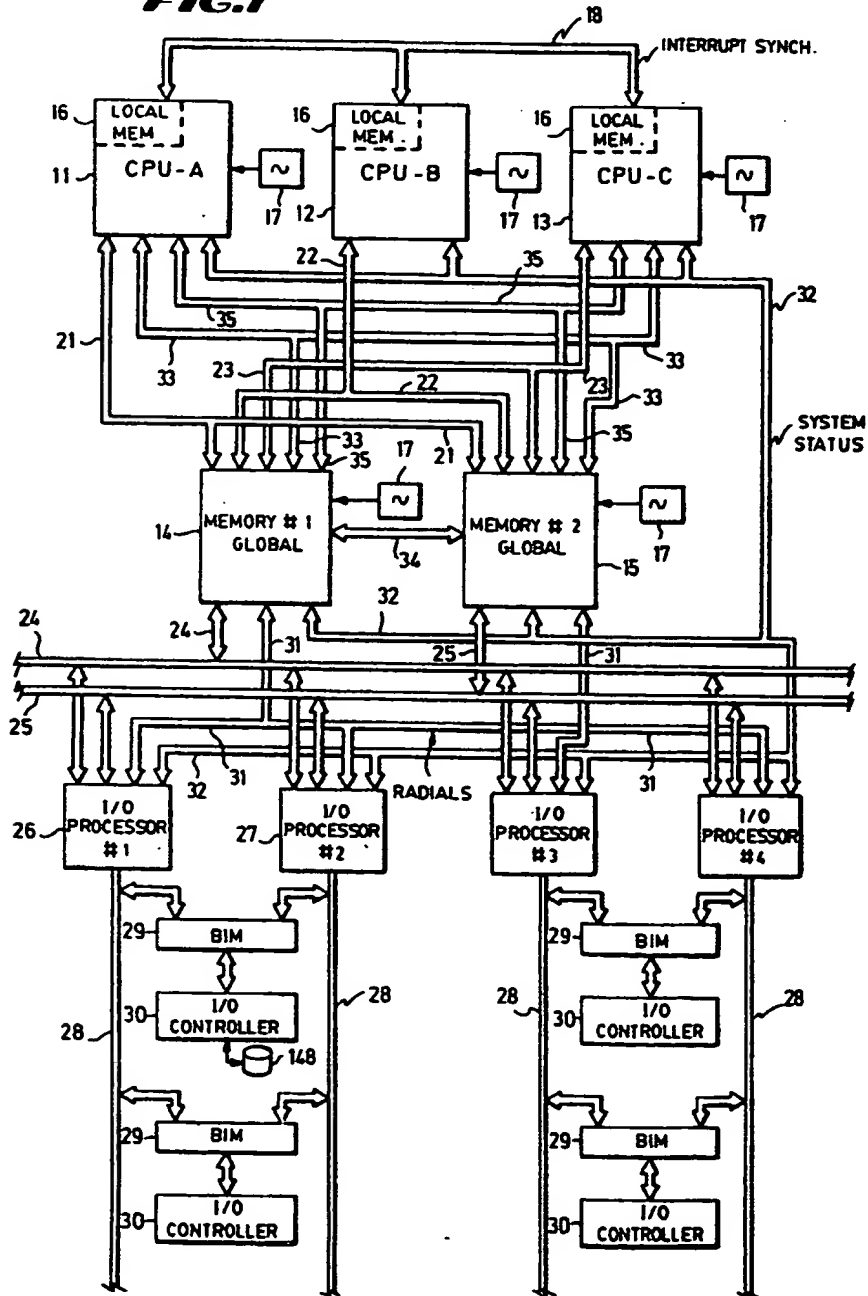 FIG. 1
18
INTERRUPT SYNCH.
16
LOCAL
MEM
11
CPU-A
17
16
LOCAL
MEM.
12
CPU-B
17
16
LOCAL
MEM.
13
CPU-C
17
22
35
35
32
21
33
33
23
22
23
33
SYSTEM
STATUS
33
35
21
35
17
14
MEMORY # 1
GLOBAL
34
MEMORY # 2
GLOBAL
17
15
32
24
24
31
25
31
25
31
32
RADIALS
31
26
I/O
PROCESSOR
#1
27
I/O
PROCESSOR
#2
I/O
PROCESSOR
#3
I/O
PROCESSOR
#4
29
BIM
29
BIM
28
30
I/O
CONTROLLER
28
148
28
30
I/O
CONTROLLER
28
29
BIM
29
BIM
30
I/O
CONTROLLER
30
I/O
CONTROLLER